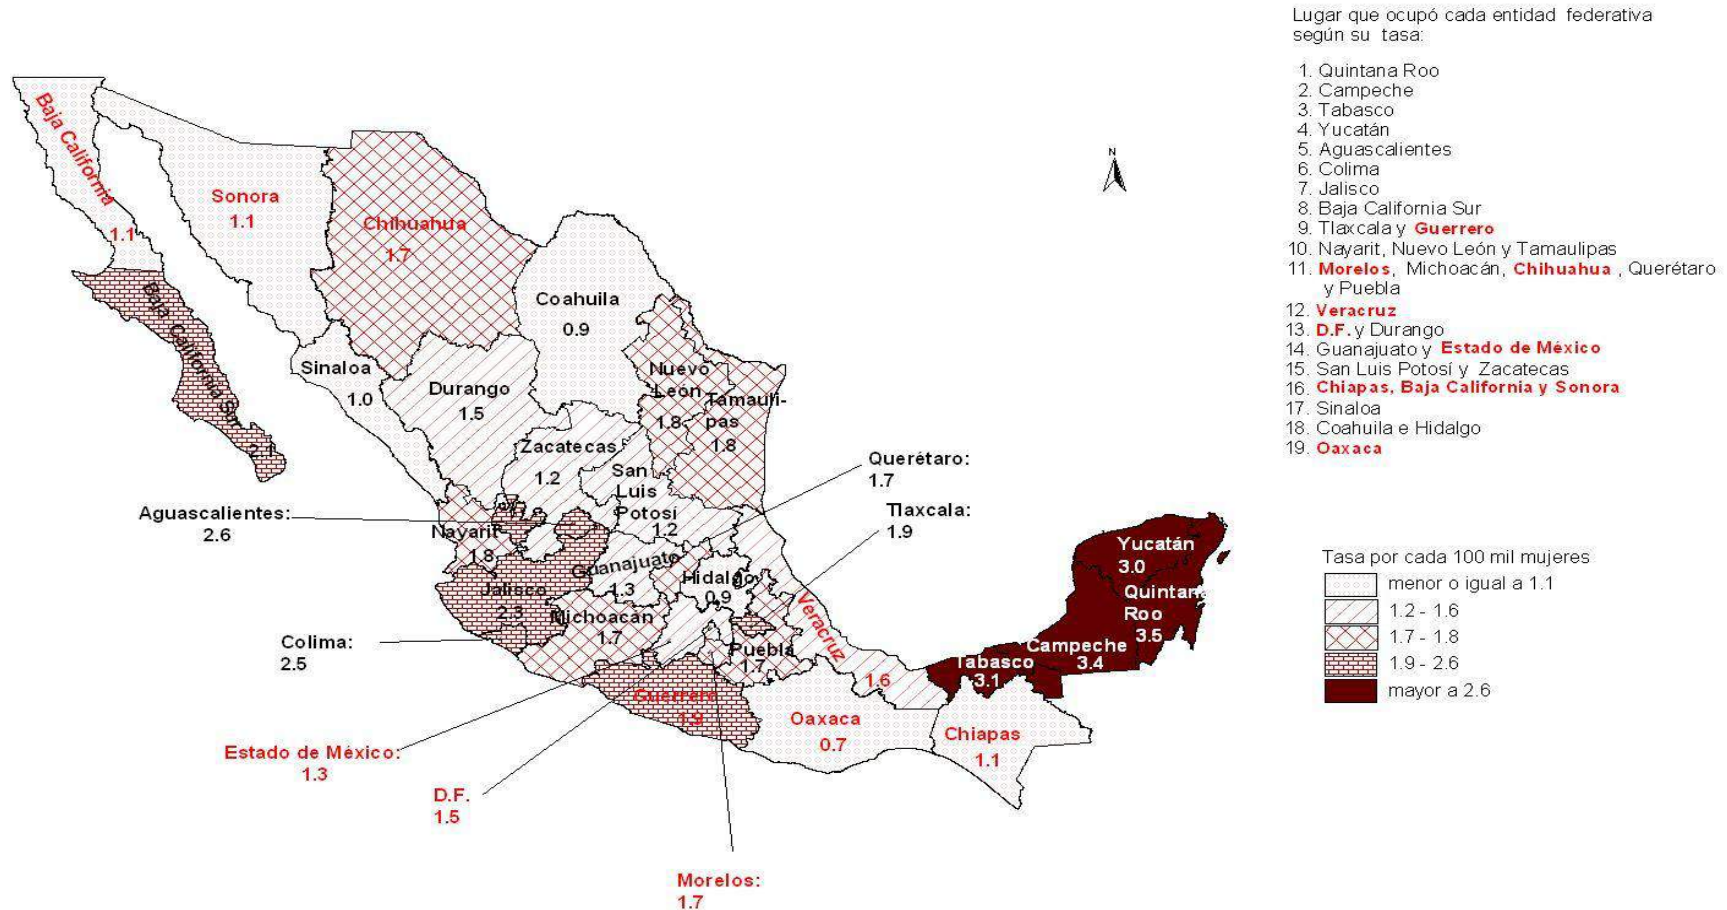 Lugar que ocupó cada entidad federativa
según su tasa:
1. Quintana Roo
2. Campeche
3. Tabasco
4. Yucatán
5. Aguascalientes
6. Colima
7. Jalisco
8. Baja California Sur
9. Tlaxcala y Guerrero
10. Nayarit, Nuevo León y Tamaulipas
11. Morelos, Michoacán, Chihuahua , Querétaro
y Puebla
12. Veracruz
13. D.F. y Durango
14. Guanajuato y Estado de México
15. San Luis Potosí y Zacatecas
16. Chiapas, Baja California y Sonora
17. Sinaloa
18. Coahuila e Hidalgo
19. Oaxaca
N
Baja California
1.1
Sonora
1.1
Chihuahua
1.7
Coahuila
0.9
Baja California Sur
2.1
Sinaloa
1.0
Durango
1.5
Nuevo
León
1.8
Tamauli-
pas
1.8
Zacatecas
1.2
San
Luis
Potosí
1.2
Querétaro:
1.7
Tlaxcala:
1.9
Aguascalientes:
2.6
Nayarit
1.8
Jalisco
2.3
Guanajuato
1.3
Hidalgo
0.9
Michoacán
1.7
Colima:
2.5
Puebla
1.7
Veracruz
1.6
Guerrero
1.9
Oaxaca
0.7
Chiapas
1.1
Tabasco
3.1
Campeche
3.4
Yucatán
3.0
Quintana
Roo
3.5
Estado de México:
1.3
D.F.
1.5
Morelos:
1.7
Tasa por cada 100 mil mujeres
menor o igual a 1.1
1.2 - 1.6
1.7 - 1.8
1.9 - 2.6
mayor a 2.6